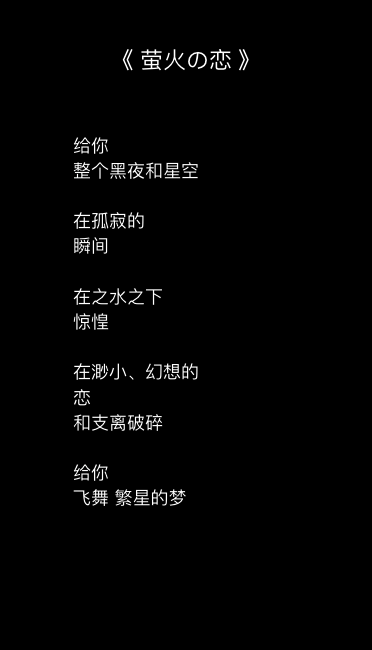 《 萤火の恋 》
给你
整个黑夜和星空
在孤寂的
瞬间
在之水之下
惊惶
在渺小、幻想的
恋
和支离破碎
给你
飞舞 繁星的梦